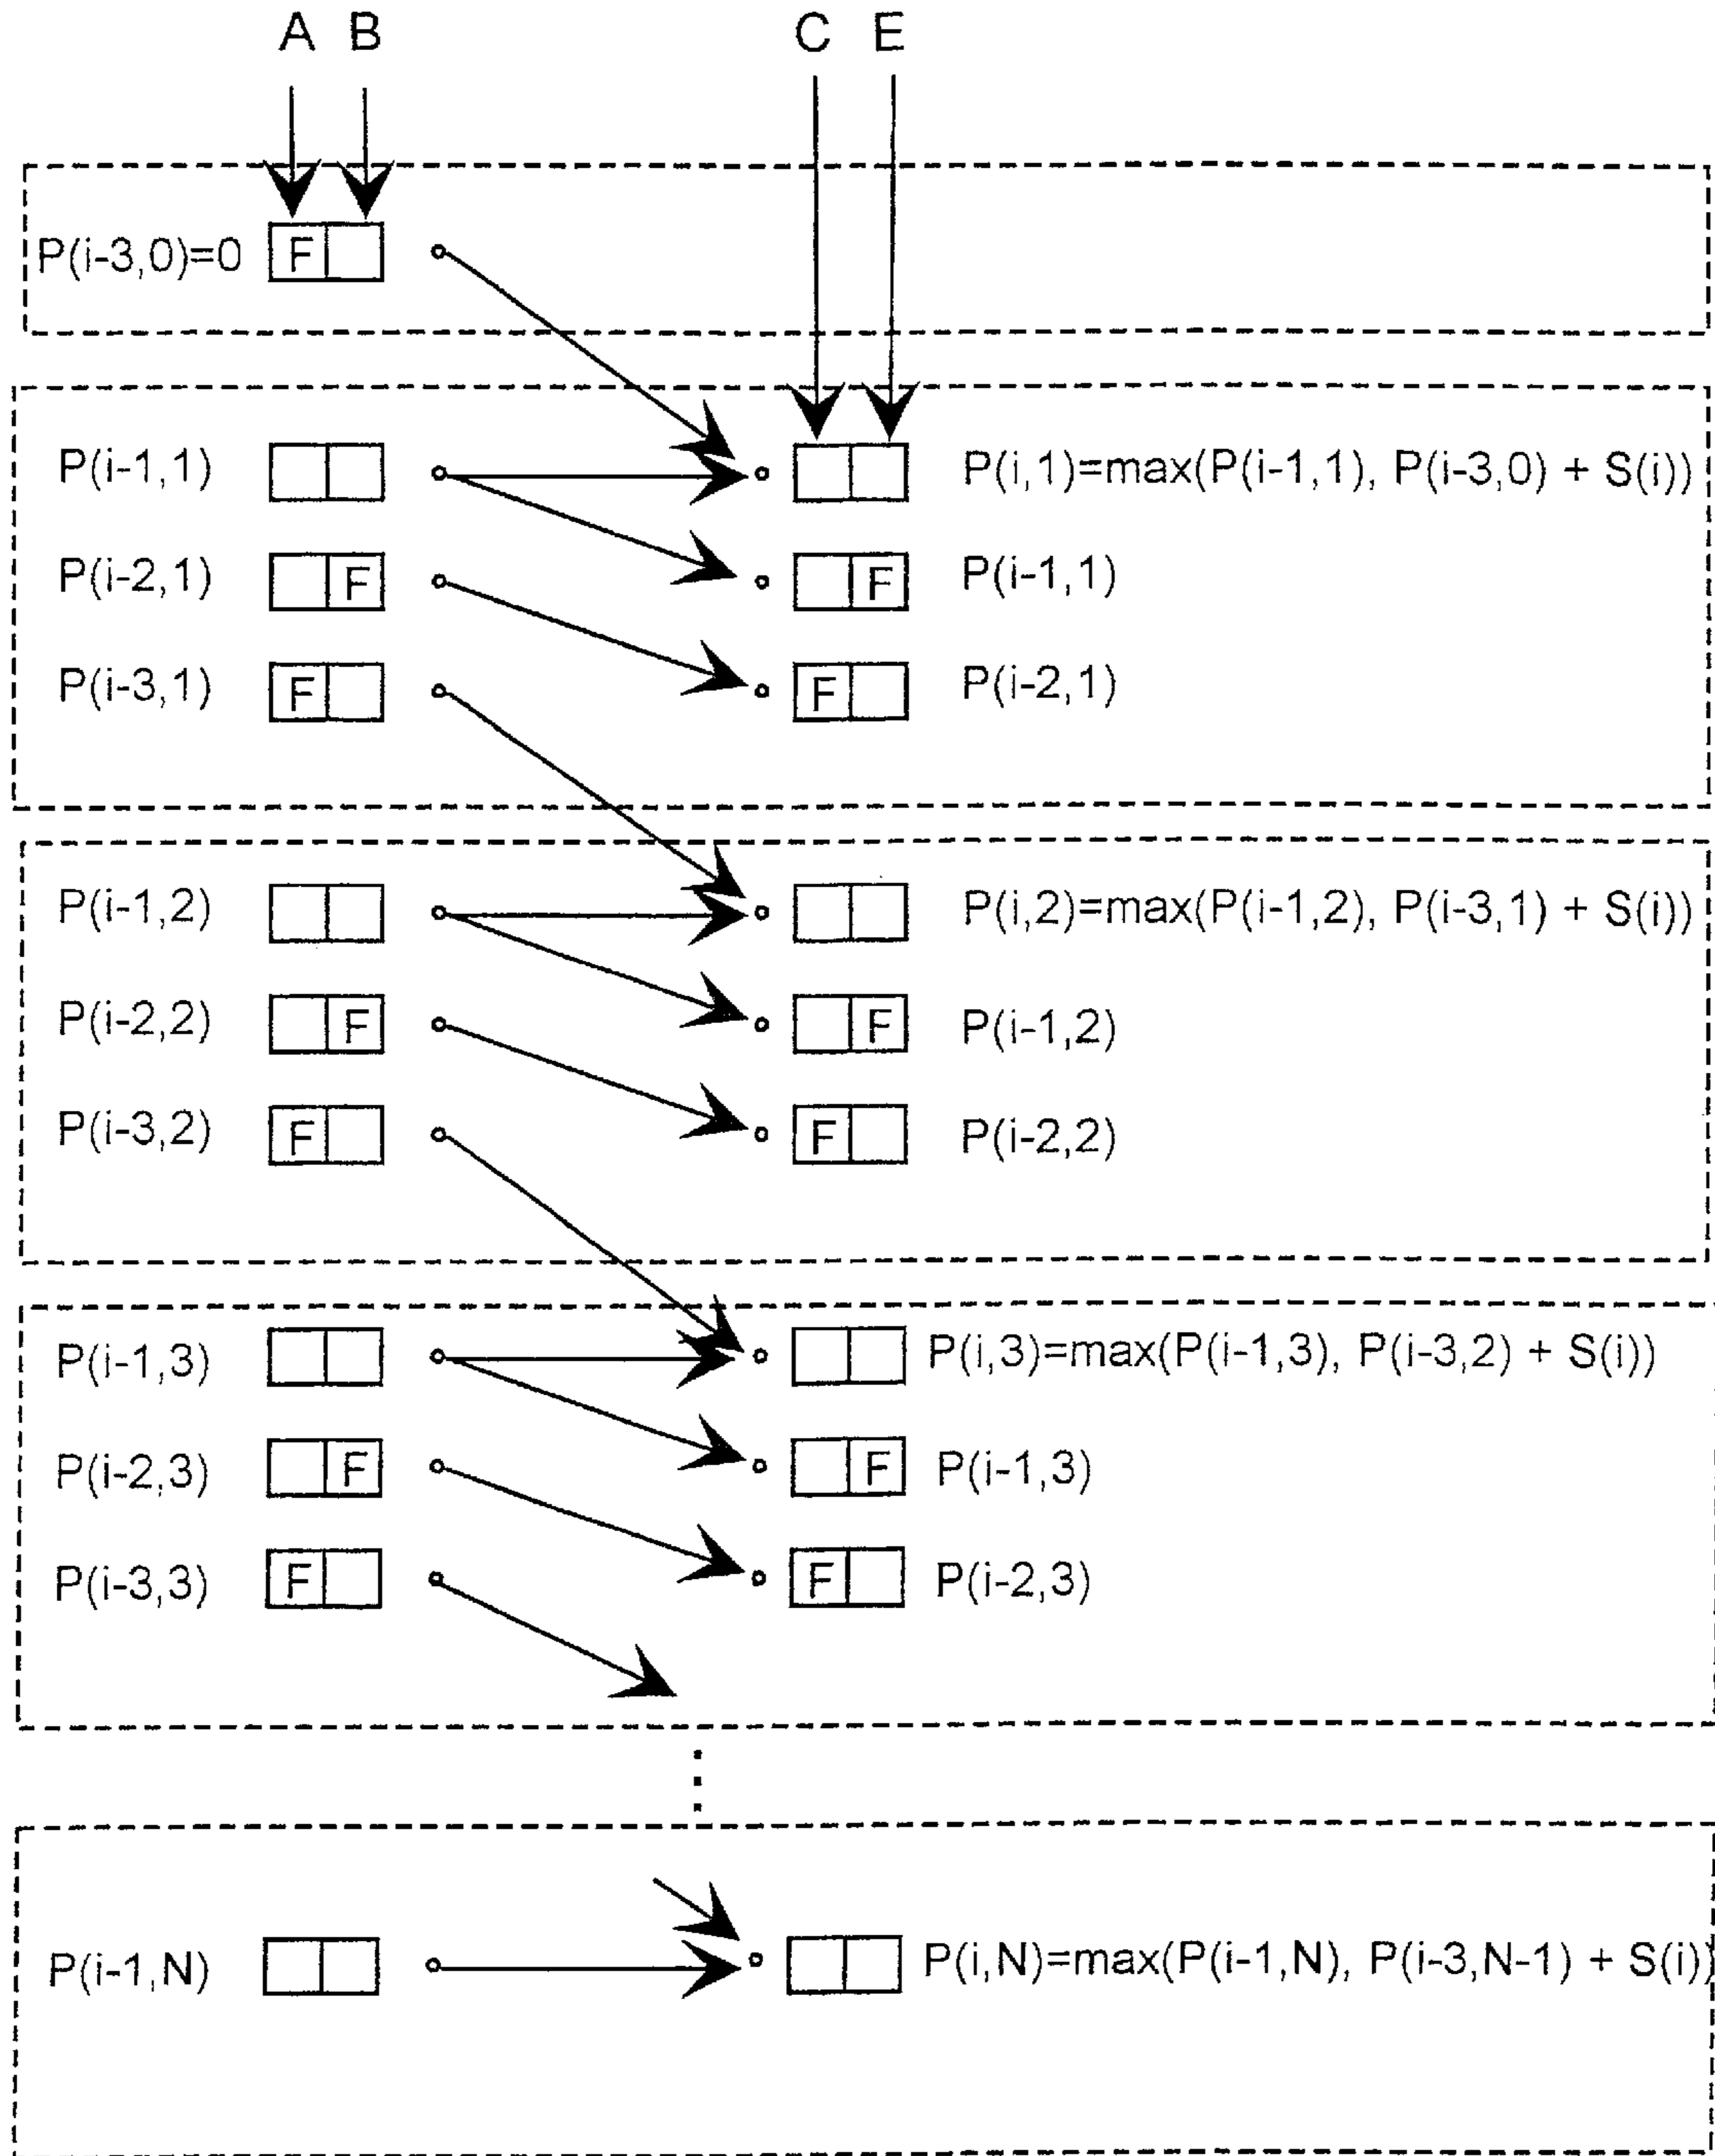 A B C E
P(i-3,0)=0 F
P(i-1,1) P(i,1)=max(P(i-1,1), P(i-3,0) + S(i))
P(i-2,1) F F P(i-1,1)
P(i-3,1) F F P(i-2,1)
P(i-1,2) P(i,2)=max(P(i-1,2), P(i-3,1) + S(i))
P(i-2,2) F F P(i-1,2)
P(i-3,2) F F P(i-2,2)
P(i-1,3) P(i,3)=max(P(i-1,3), P(i-3,2) + S(i))
P(i-2,3) F F P(i-1,3)
P(i-3,3) F F P(i-2,3)
P(i-1,N) P(i,N)=max(P(i-1,N), P(i-3,N-1) + S(i))